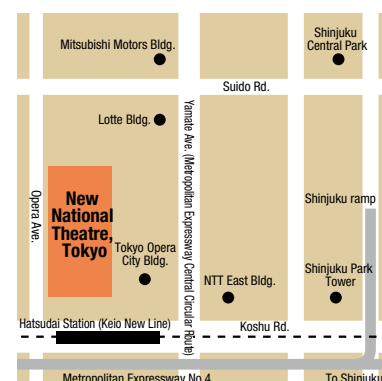 Mitsubishi Motors Bldg.
Shinjuku
Central Park
Suido Rd.
Lotte Bldg.
Yamate Ave. (Metropolitan Expressway Central Circular Route)
Opera Ave.
New
National
Theatre,
Tokyo
Shinjuku ramp
Tokyo Opera
City Bldg.
NTT East Bldg.
Shinjuku Park
Tower
Hatsudai Station (Keio New Line)
Koshu Rd.
Metropolitan Expressway No.4
To Shinjuku